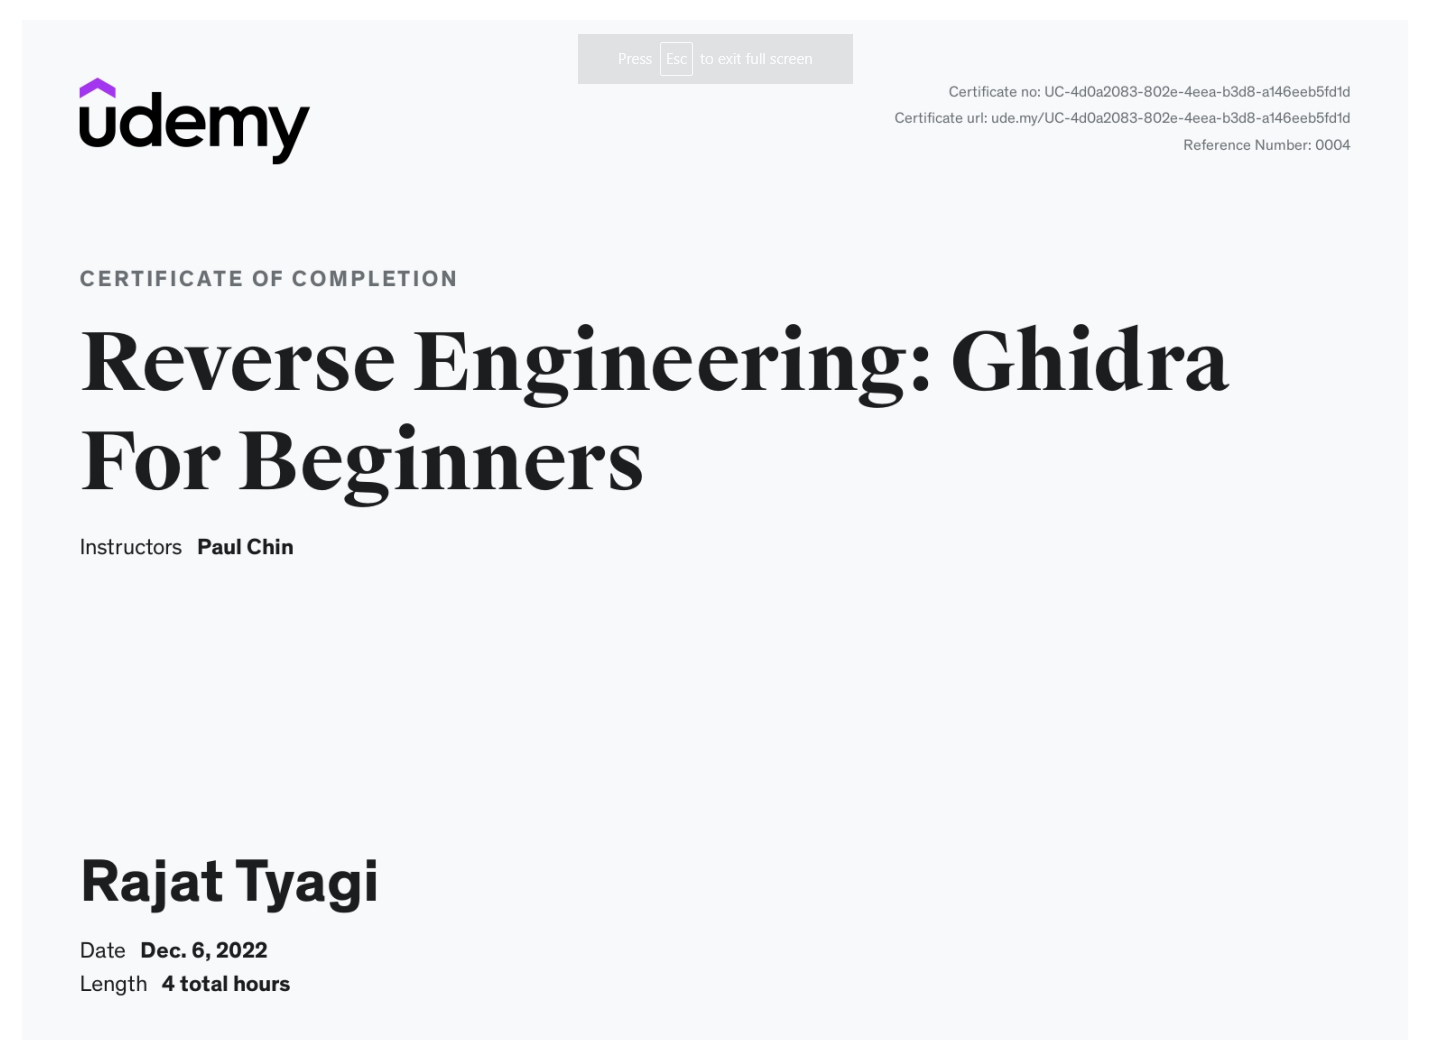 Press Esc to exit full screen
udemy
Certificate no: UC-4d0a2083-802e-4eea-b3d8-a146eeb5fd1d
Certificate url: ude.my/UC-4d0a2083-802e-4eea-b3d8-a146eeb5fd1d
Reference Number: 0004
CERTIFICATE OF COMPLETION
Reverse Engineering: Ghidra
For Beginners
Instructors Paul Chin
Rajat Tyagi
Date Dec. 6, 2022
Length 4 total hours